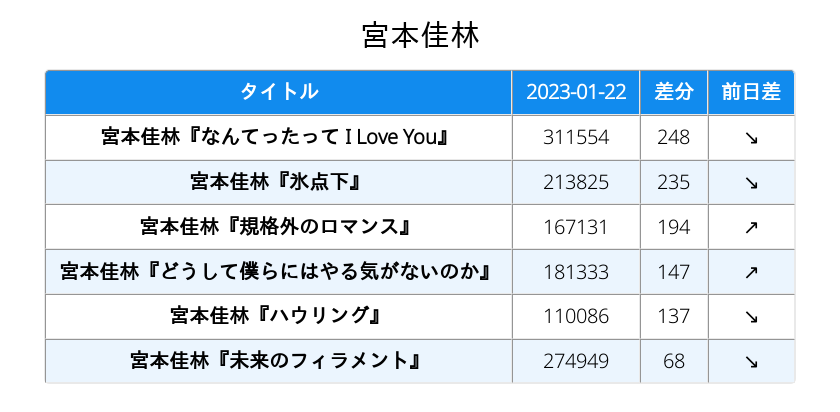 宮本佳林
タイトル 2023-01-22 差分 前日差
宮本佳林『なんてったって I Love You』 311554 248 ↘
宮本佳林『氷点下』 213825 235 ↘
宮本佳林『規格外のロマンス』 167131 194 ↗
宮本佳林『どうして僕らにはやる気がないのか』 181333 147 ↗
宮本佳林『ハウリング』 110086 137 ↘
宮本佳林『未来のフィラメント』 274949 68 ↘